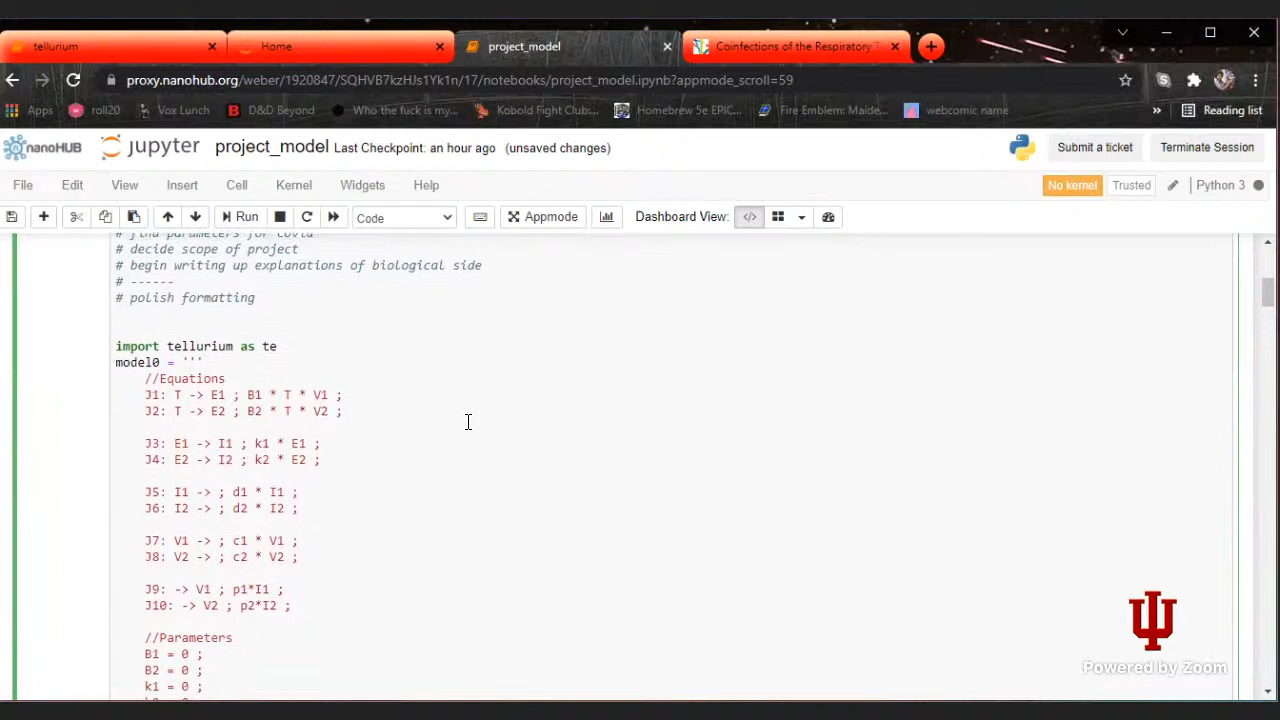 tellurium
Home
project_model
Coinfections of the Respiratory T
proxy.nanohub.org/weber/1920847/SQHVB7kzHJs1Yk1n/17/notebooks/project_model.ipynb?appmode_scroll=59
Apps
roll20
Vox Lunch
D&D Beyond
Who the fuck is my...
Kobold Fight Club:...
Homebrew 5e EPIC...
Fire Emblem: Maide...
webcomic name
»
Reading list
nanoHUB
jupyter
project_model Last Checkpoint: an hour ago (unsaved changes)
Submit a ticket
Terminate Session
File Edit View Insert Cell Kernel Widgets Help
No kernel
Trusted
Python 3
Run
Code
Appmode
Dashboard View:
# find parameters for covid
# decide scope of project
# begin writing up explanations of biological side
# ------
# polish formatting
import tellurium as te
model0 = '''
//Equations
J1: T -> E1 ; B1 * T * V1 ;
J2: T -> E2 ; B2 * T * V2 ;
J3: E1 -> I1 ; k1 * E1 ;
J4: E2 -> I2 ; k2 * E2 ;
J5: I1 -> ; d1 * I1 ;
J6: I2 -> ; d2 * I2 ;
J7: V1 -> ; c1 * V1 ;
J8: V2 -> ; c2 * V2 ;
J9: -> V1 ; p1*I1 ;
J10: -> V2 ; p2*I2 ;
//Parameters
B1 = 0 ;
B2 = 0 ;
k1 = 0 ;
Powered by Zoom